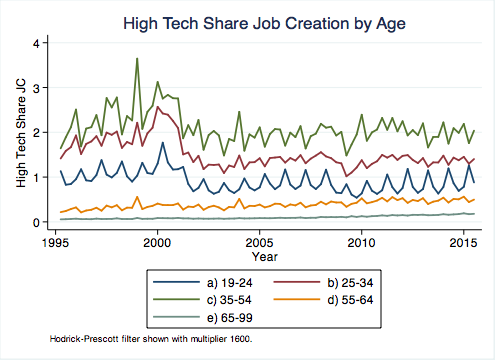 High Tech Share Job Creation by Age
High Tech Share JC
4
3
2
1
0
1995
2000
2005
2010
2015
Year
a) 19-24
b) 25-34
c) 35-54
d) 55-64
e) 65-99
Hodrick-Prescott filter shown with multiplier 1600.